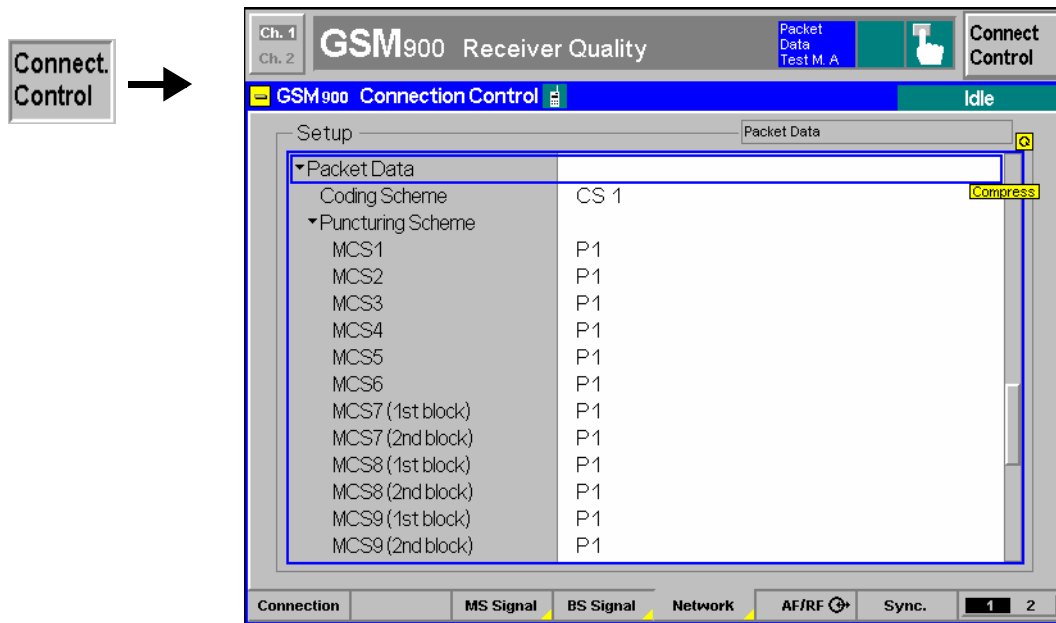 Connect.
Control
Ch. 1
Ch. 2
GSM900 Receiver Quality
Packet
Data
Test M. A
Connect
Control
GSM900 Connection Control
Idle
Setup
Packet Data
Packet Data
Compress
Coding Scheme CS 1
Puncturing Scheme
MCS1 P1
MCS2 P1
MCS3 P1
MCS4 P1
MCS5 P1
MCS6 P1
MCS7 (1st block) P1
MCS7 (2nd block) P1
MCS8 (1st block) P1
MCS8 (2nd block) P1
MCS9 (1st block) P1
MCS9 (2nd block) P1
Connection MS Signal BS Signal Network AF/RF Sync. 1 2